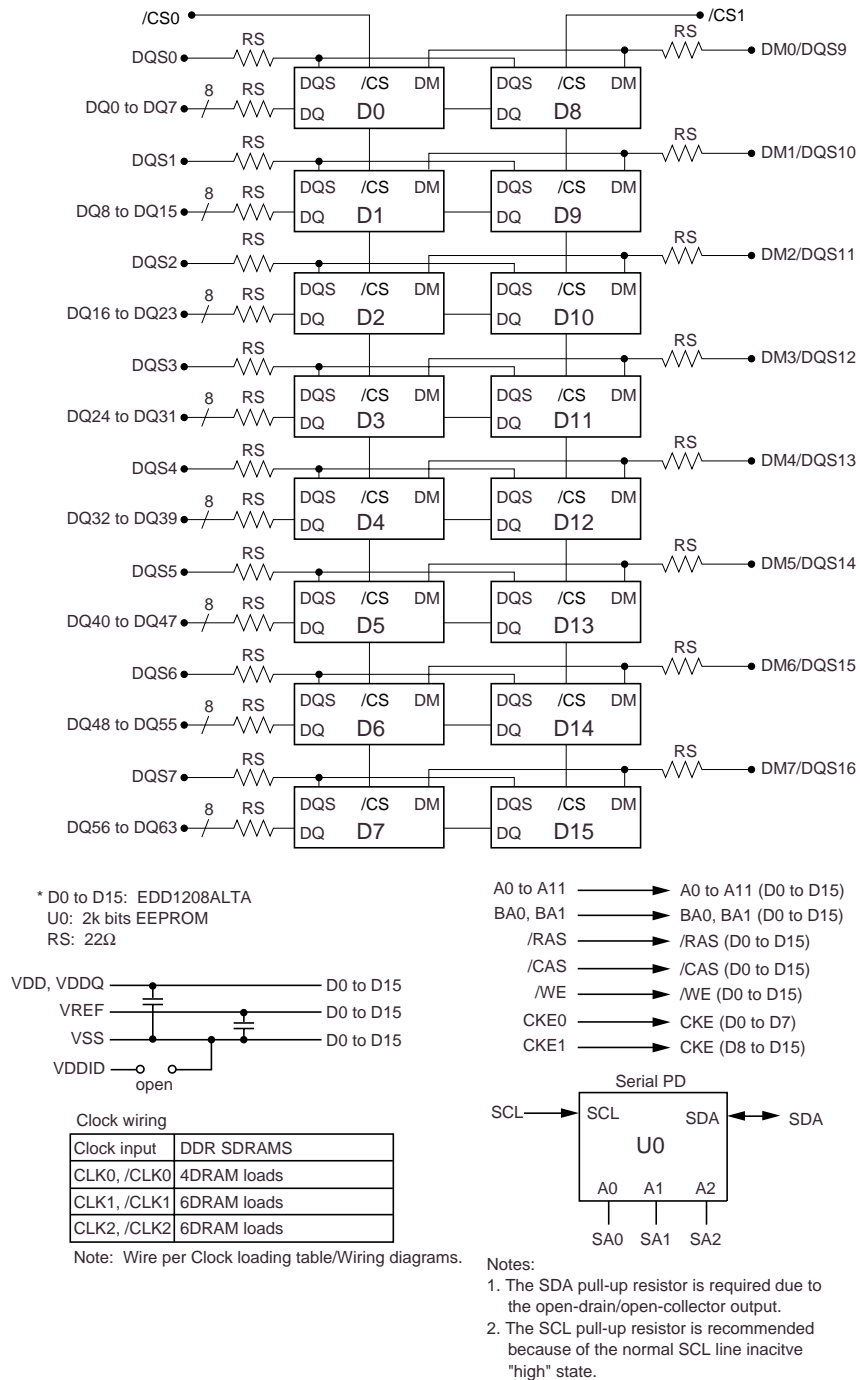 /CS0 /CS1
RS
DQS0 RS DM0/DQS9
DQS /CS DM DQS /CS DM
DQ0 to DQ7 8 RS DQ D0 DQ D8
RS
DQS1 RS DM1/DQS10
DQS /CS DM DQS /CS DM
DQ8 to DQ15 8 RS DQ D1 DQ D9
RS
DQS2 RS DM2/DQS11
DQS /CS DM DQS /CS DM
DQ16 to DQ23 8 RS DQ D2 DQ D10
RS
DQS3 RS DM3/DQS12
DQS /CS DM DQS /CS DM
DQ24 to DQ31 8 RS DQ D3 DQ D11
RS
DQS4 RS DM4/DQS13
DQS /CS DM DQS /CS DM
DQ32 to DQ39 8 RS DQ D4 DQ D12
RS
DQS5 RS DM5/DQS14
DQS /CS DM DQS /CS DM
DQ40 to DQ47 8 RS DQ D5 DQ D13
RS
DQS6 RS DM6/DQS15
DQS /CS DM DQS /CS DM
DQ48 to DQ55 8 RS DQ D6 DQ D14
RS
DQS7 RS DM7/DQS16
DQS /CS DM DQS /CS DM
DQ56 to DQ63 8 RS DQ D7 DQ D15
* D0 to D15: EDD1208ALTA
U0: 2k bits EEPROM
RS: 22Ω
VDD, VDDQ D0 to D15
VREF D0 to D15
VSS D0 to D15
VDDID open
Clock wiring
Clock input DDR SDRAMS
CLK0, /CLK0 4DRAM loads
CLK1, /CLK1 6DRAM loads
CLK2, /CLK2 6DRAM loads
Note: Wire per Clock loading table/Wiring diagrams.
A0 to A11 A0 to A11 (D0 to D15)
BA0, BA1 BA0, BA1 (D0 to D15)
/RAS /RAS (D0 to D15)
/CAS /CAS (D0 to D15)
/WE /WE (D0 to D15)
CKE0 CKE (D0 to D7)
CKE1 CKE (D8 to D15)
Serial PD
SCL SCL SDA SDA
U0
A0 A1 A2
SA0 SA1 SA2
Notes:
1. The SDA pull-up resistor is required due to
the open-drain/open-collector output.
2. The SCL pull-up resistor is recommended
because of the normal SCL line inacitve
"high" state.